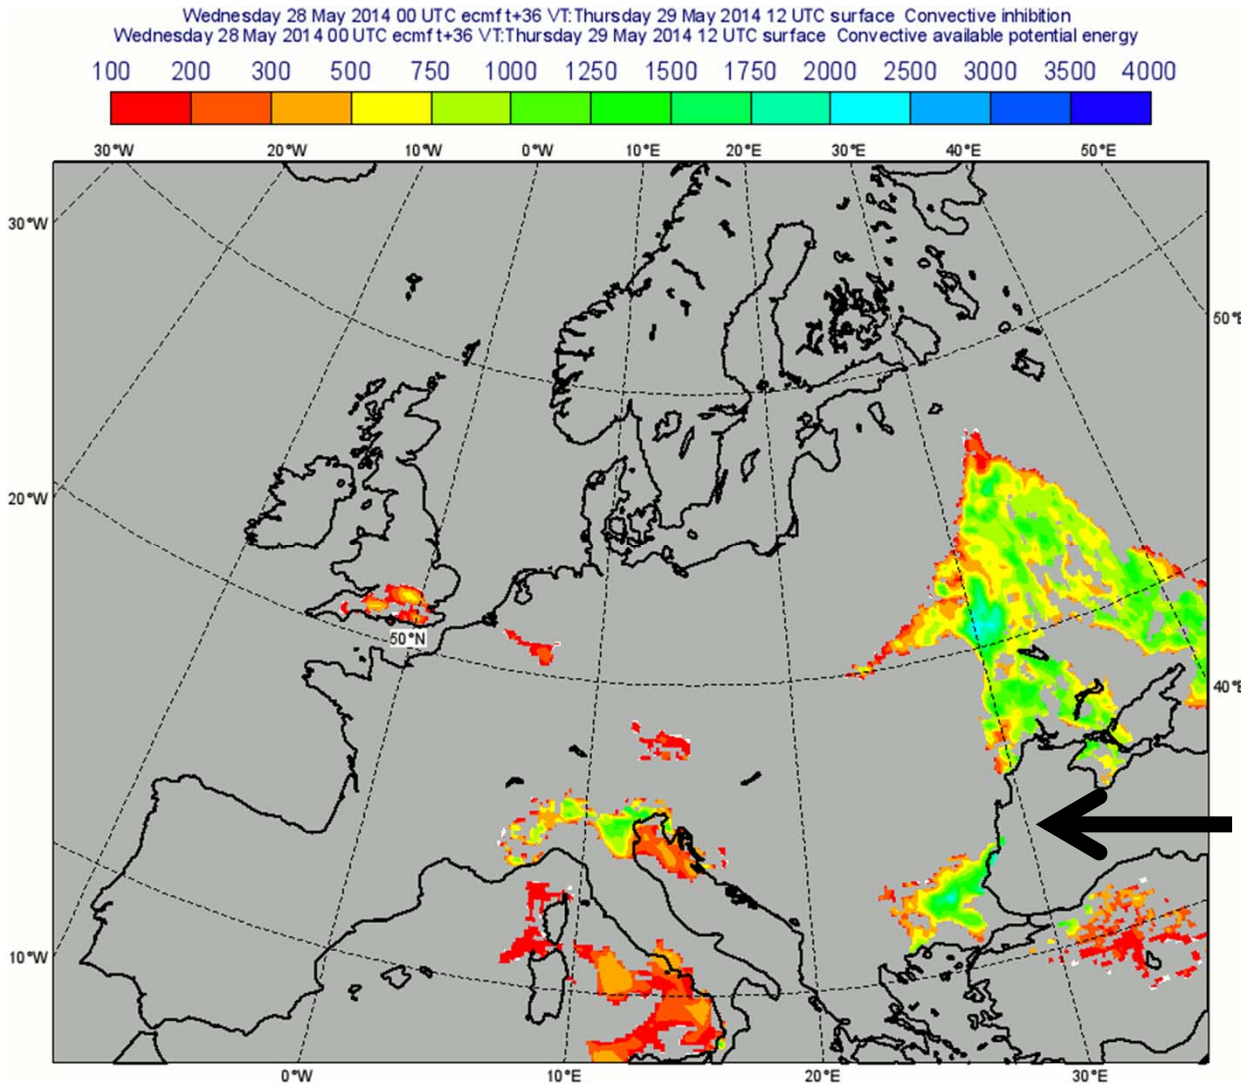 Wednesday 28 May 2014 00 UTC ecmf t+36 VT:Thursday 29 May 2014 12 UTC surface Convective inhibition
Wednesday 28 May 2014 00 UTC ecmf t+36 VT:Thursday 29 May 2014 12 UTC surface Convective available potential energy
100 200 300 500 750 1000 1250 1500 1750 2000 2500 3000 3500 4000
30°W 20°W 10°W 0°W 10°E 20°E 30°E 40°E 50°E
30°W
20°W
50°N
40°E
10°W
0°W 10°E 20°E 30°E